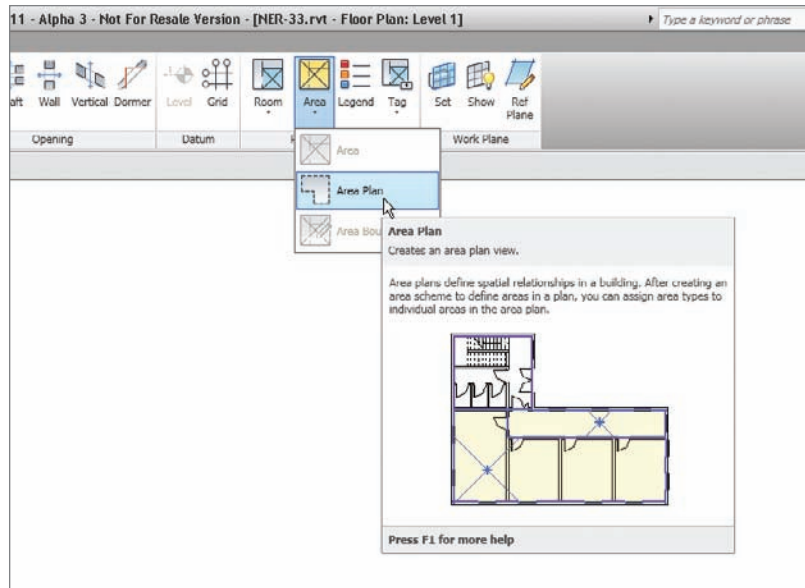 11 - Alpha 3 - Not For Resale Version - [NER-33.rvt - Floor Plan: Level 1]
Type a keyword or phrase
aft Wall Vertical Dormer Level Grid Room Area Legend Tag Set Show Ref Plane
Opening Datum Work Plane
Area
Area Plan
Area Bou
Area Plan
Creates an area plan view.
Area plans define spatial relationships in a building. After creating an
area scheme to define areas in a plan, you can assign area types to
individual areas in the area plan.
Press F1 for more help